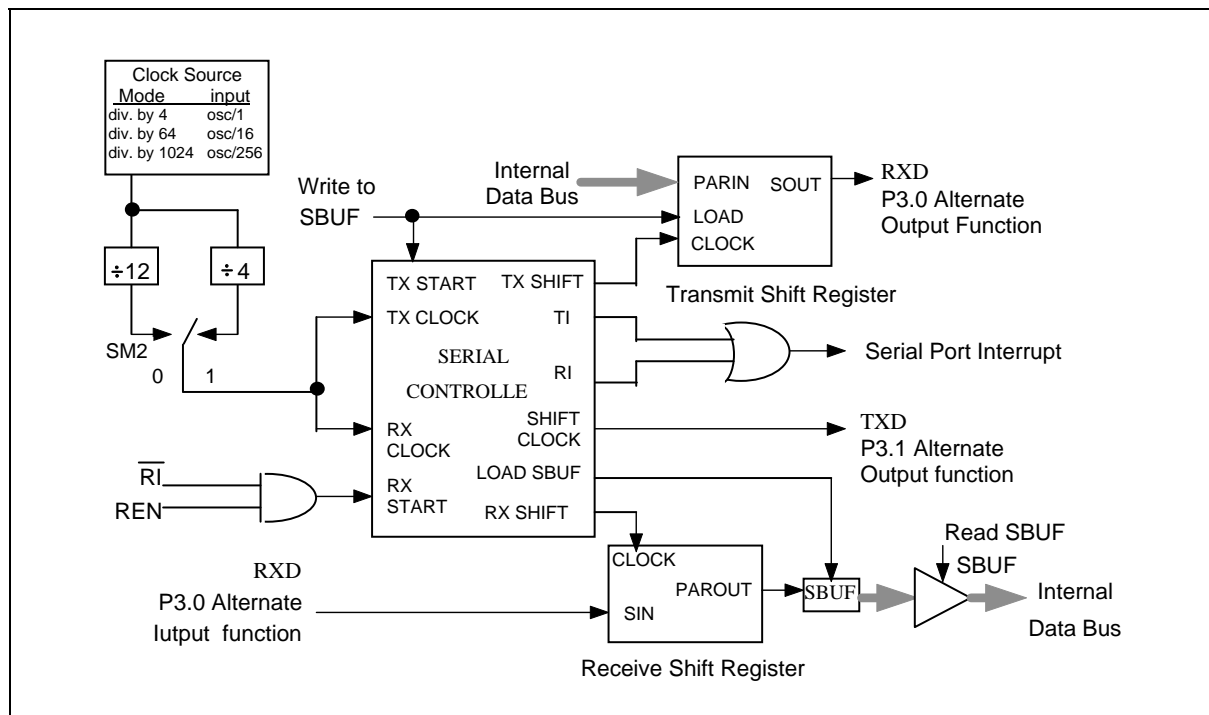 Clock Source
Mode input
div. by 4 osc/1
div. by 64 osc/16
div. by 1024 osc/256
÷12
÷4
SM2
0 1
Write to
SBUF
Internal
Data Bus
PARIN SOUT
LOAD
CLOCK
RXD
P3.0 Alternate
Output Function
Transmit Shift Register
TX START TX SHIFT
TX CLOCK TI
SERIAL
RI
CONTROLLE
SHIFT
CLOCK
RX
CLOCK
LOAD SBUF
RX
START
RX SHIFT
Serial Port Interrupt
TXD
P3.1 Alternate
Output function
RI
REN
RXD
P3.0 Alternate
Iutput function
CLOCK
PAROUT
SIN
Receive Shift Register
SBUF
Read SBUF
SBUF
Internal
Data Bus